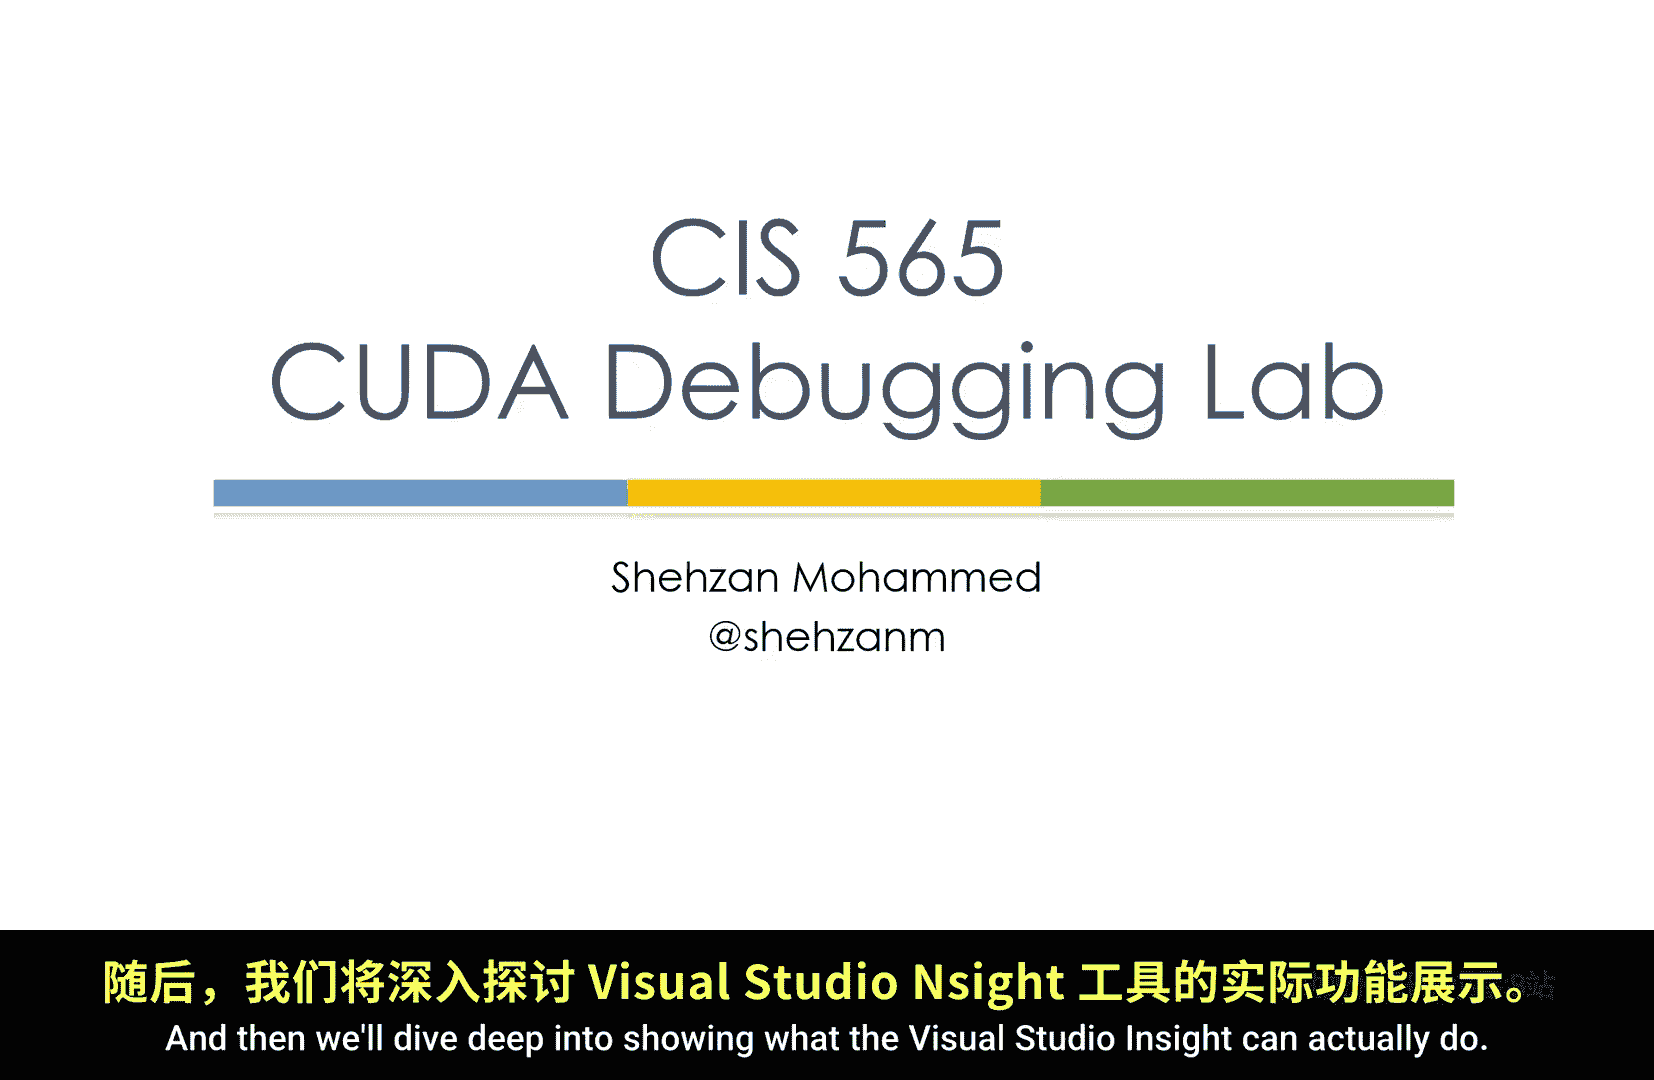 CIS 565
CUDA Debugging Lab
Shehzan Mohammed
@shehzanm
随后，我们将深入探讨 Visual Studio Nsight 工具的实际功能展示。
And then we'll dive deep into showing what the Visual Studio Insight can actually do.